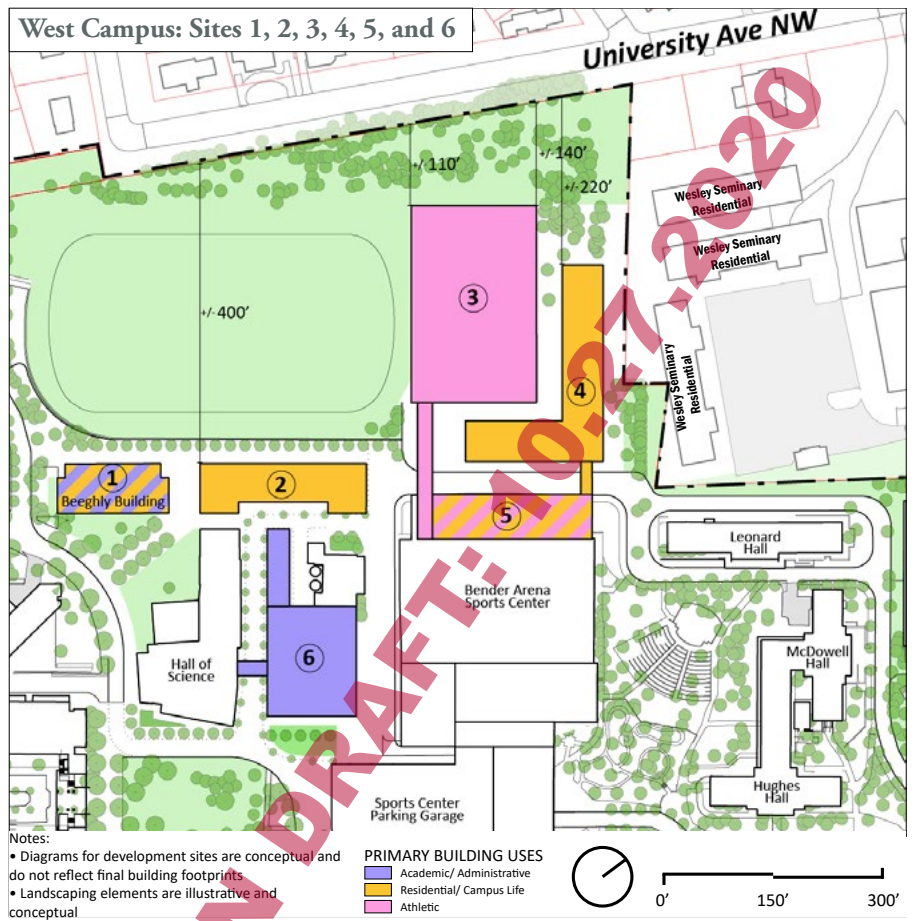 West Campus: Sites 1, 2, 3, 4, 5, and 6
University Ave NW
+/-110'
+/-140'
+/-220'
Wesley Seminary
Residential
Wesley Seminary
Residential
3
+/-400'
Wesley Seminary
Residential
4
1
Beeghly Building
2
5
Leonard
Hall
Bender Arena
Sports Center
6
Hall of
Science
McDowell
Hall
Hughes
Hall
Sports Center
Parking Garage
DRAFT: 10.27.2020
Notes:
• Diagrams for development sites are conceptual and
do not reflect final building footprints
• Landscaping elements are illustrative and
conceptual
PRIMARY BUILDING USES
Academic/ Administrative
Residential/ Campus Life
Athletic
0'
150'
300'